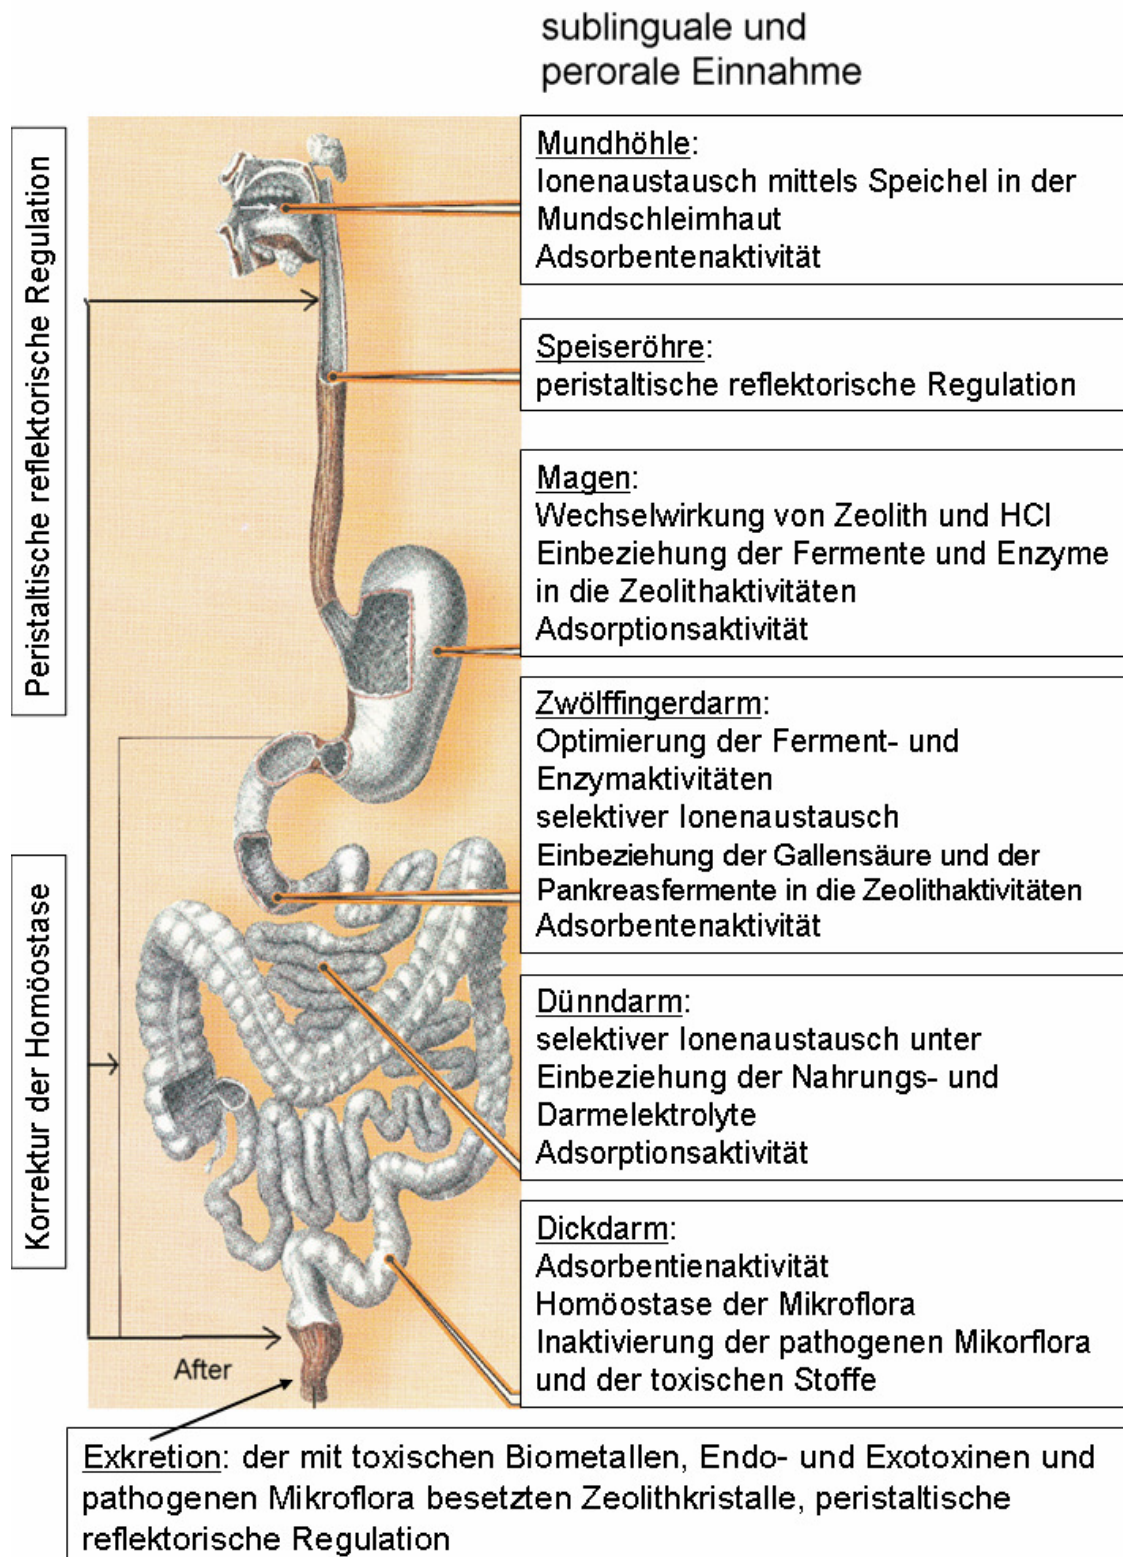 sublinguale und
perorale Einnahme
Peristaltische reflektorische Regulation
Korrektur der Homöostase
Mundhöhle:
Ionenaustausch mittels Speichel in der
Mundschleimhaut
Adsorbentenaktivität
Speiseröhre:
peristaltische reflektorische Regulation
Magen:
Wechselwirkung von Zeolith und HCl
Einbeziehung der Fermente und Enzyme
in die Zeolithaktivitäten
Adsorptionsaktivität
Zwölffingerdarm:
Optimierung der Ferment- und
Enzymaktivitäten
selektiver Ionenaustausch
Einbeziehung der Gallensäure und der
Pankreasfermente in die Zeolithaktivitäten
Adsorbentenaktivität
Dünndarm:
selektiver Ionenaustausch unter
Einbeziehung der Nahrungs- und
Darmelektrolyte
Adsorptionsaktivität
Dickdarm:
Adsorbentienaktivität
Homöostase der Mikroflora
Inaktivierung der pathogenen Mikorflora
und der toxischen Stoffe
After
Exkretion: der mit toxischen Biometallen, Endo- und Exotoxinen und
pathogenen Mikroflora besetzten Zeolithkristalle, peristaltische
reflektorische Regulation